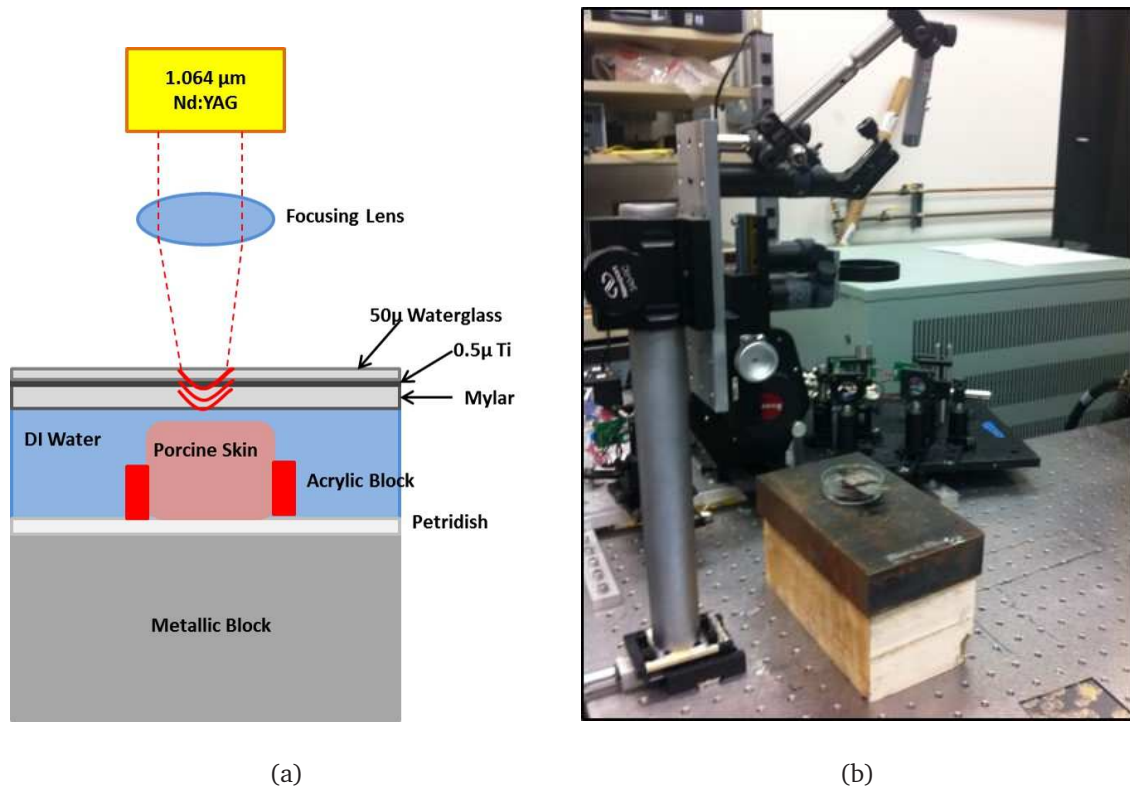 1.064 µm
Nd:YAG
Focusing Lens
50µ Waterglass
0.5µ Ti
Mylar
DI Water
Porcine Skin
Acrylic Block
Petridish
Metallic Block
(a)
(b)